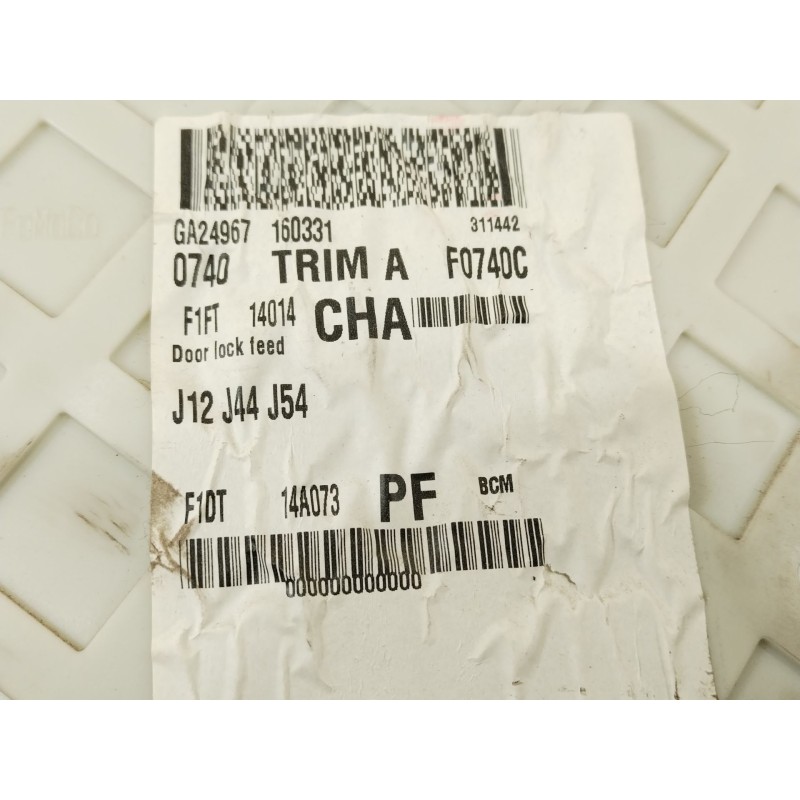 GA24967 160331 311442
0740 TRIM A F0740C
F1FT 14014 CHA
Door lock feed
J12 J44 J54
F1DT 14A073 PF BCM
000000000000